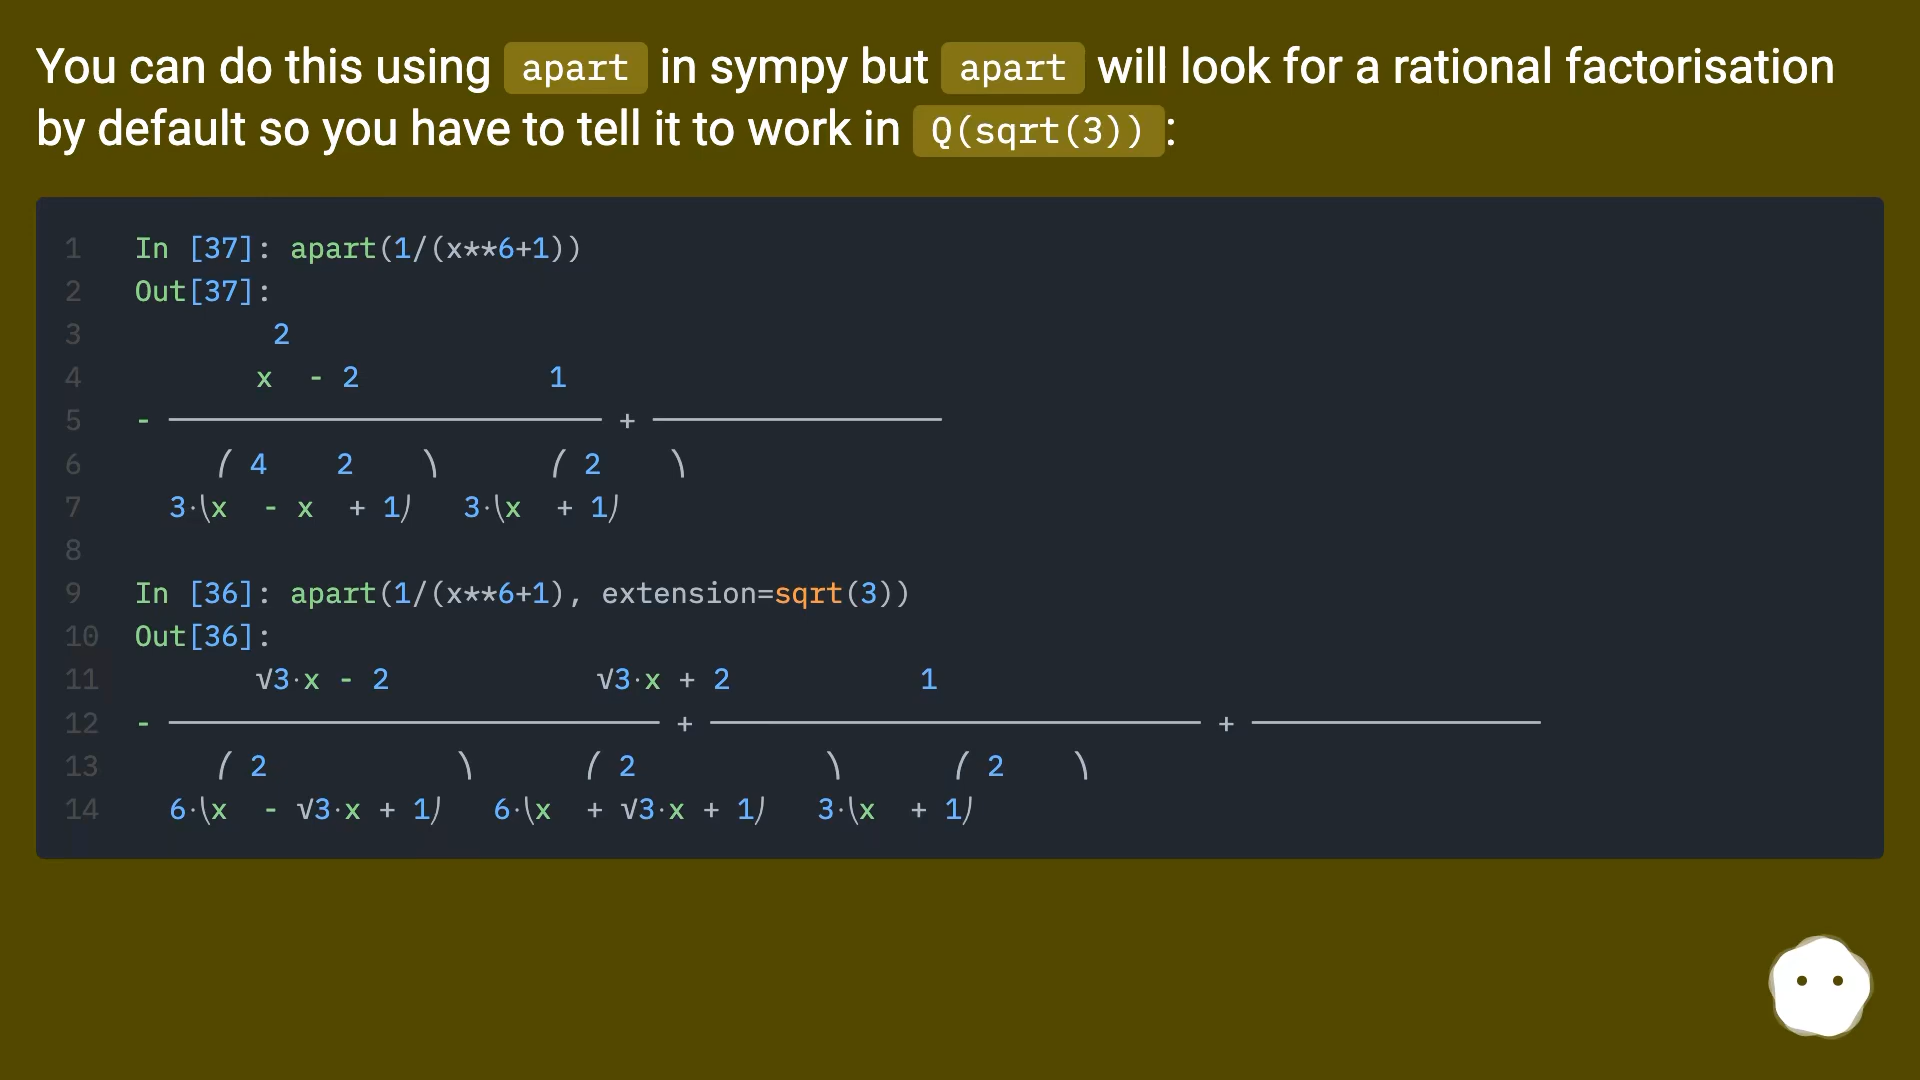 You can do this using apart in sympy but apart will look for a rational factorisation
by default so you have to tell it to work in Q(sqrt(3)):
1 In [37]: apart(1/(x**6+1))
2 Out[37]:
3         2
4        x  - 2           1
5 - ───────────────────────── + ─────────────────
6      ⎛ 4    2    ⎞       ⎛ 2    ⎞
7   3·⎝x  - x  + 1⎠   3·⎝x  + 1⎠
8
9 In [36]: apart(1/(x**6+1), extension=sqrt(3))
10 Out[36]:
11        √3·x - 2            √3·x + 2           1
12 - ──────────────────────────── + ──────────────────────────── + ─────────────────
13      ⎛ 2           ⎞       ⎛ 2           ⎞       ⎛ 2    ⎞
14   6·⎝x  - √3·x + 1⎠   6·⎝x  + √3·x + 1⎠   3·⎝x  + 1⎠